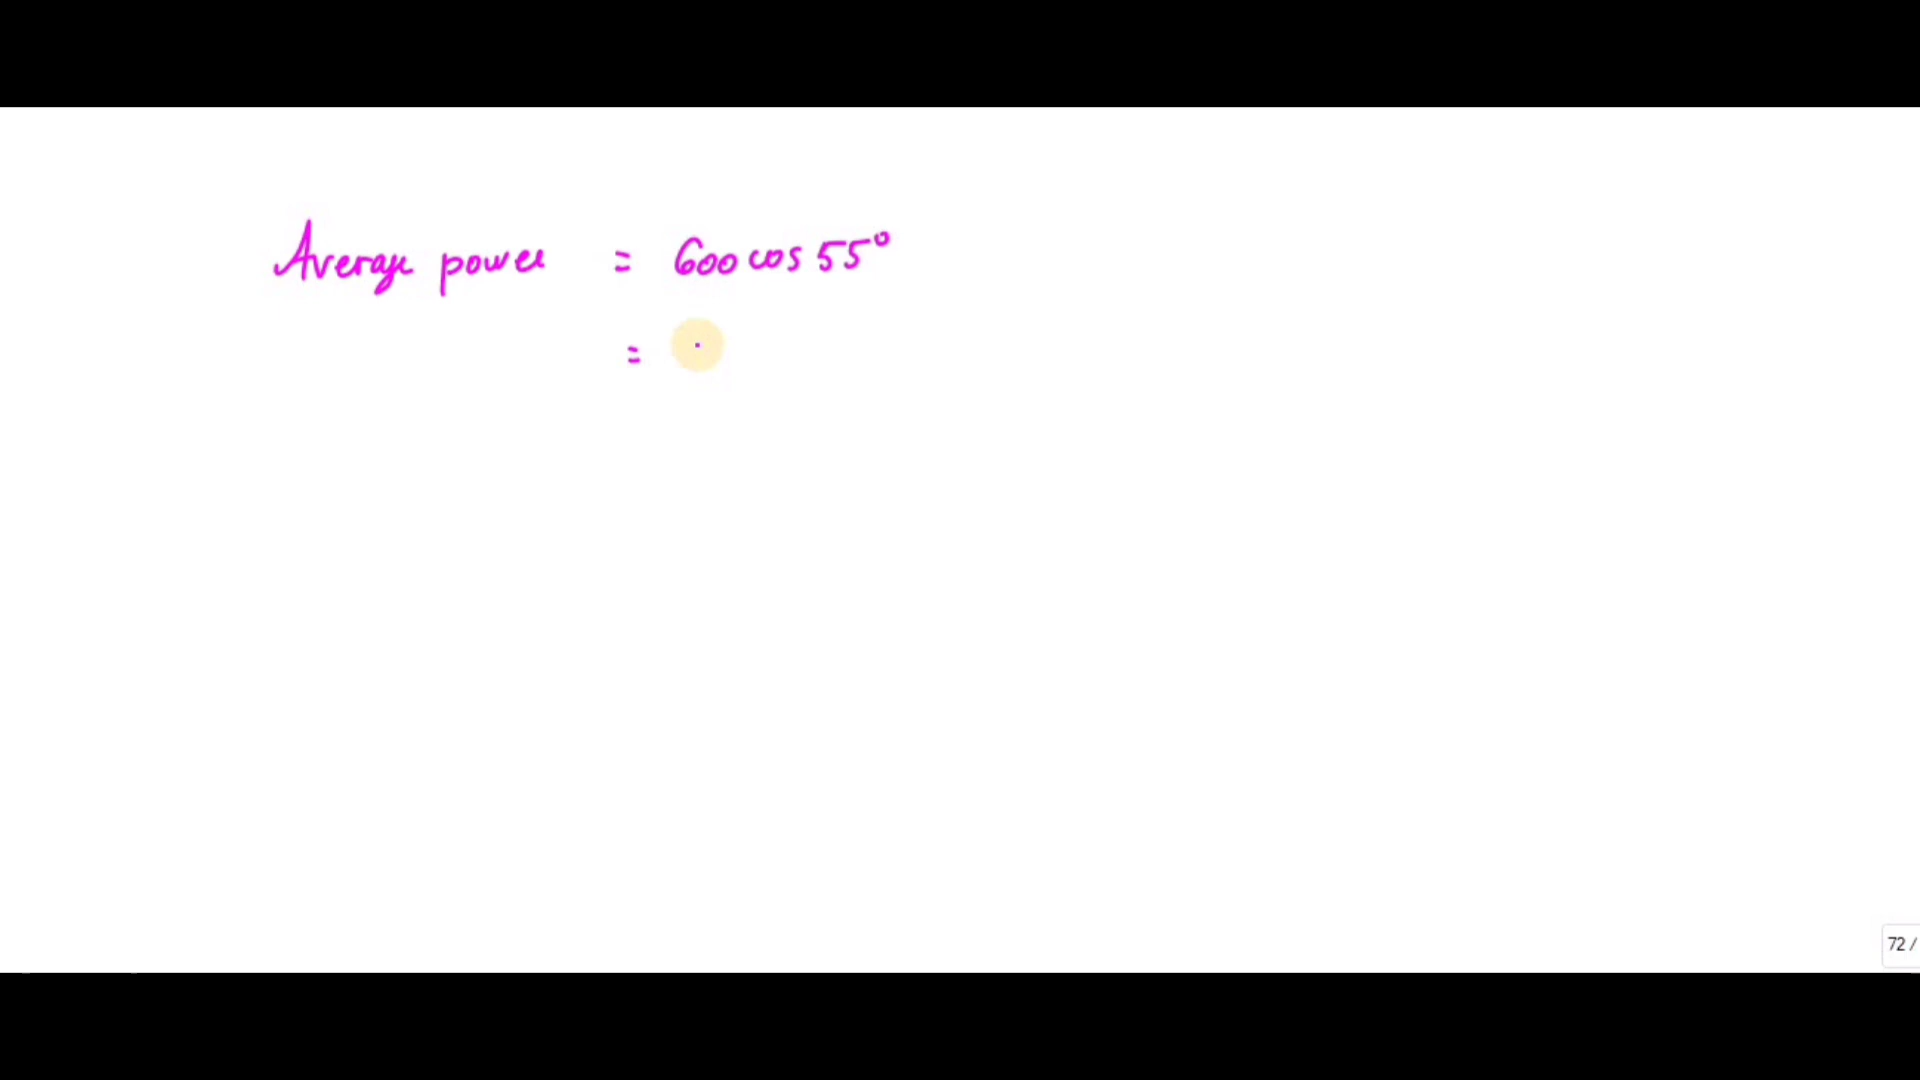 Average power = 600 cos 55°
=
72 /